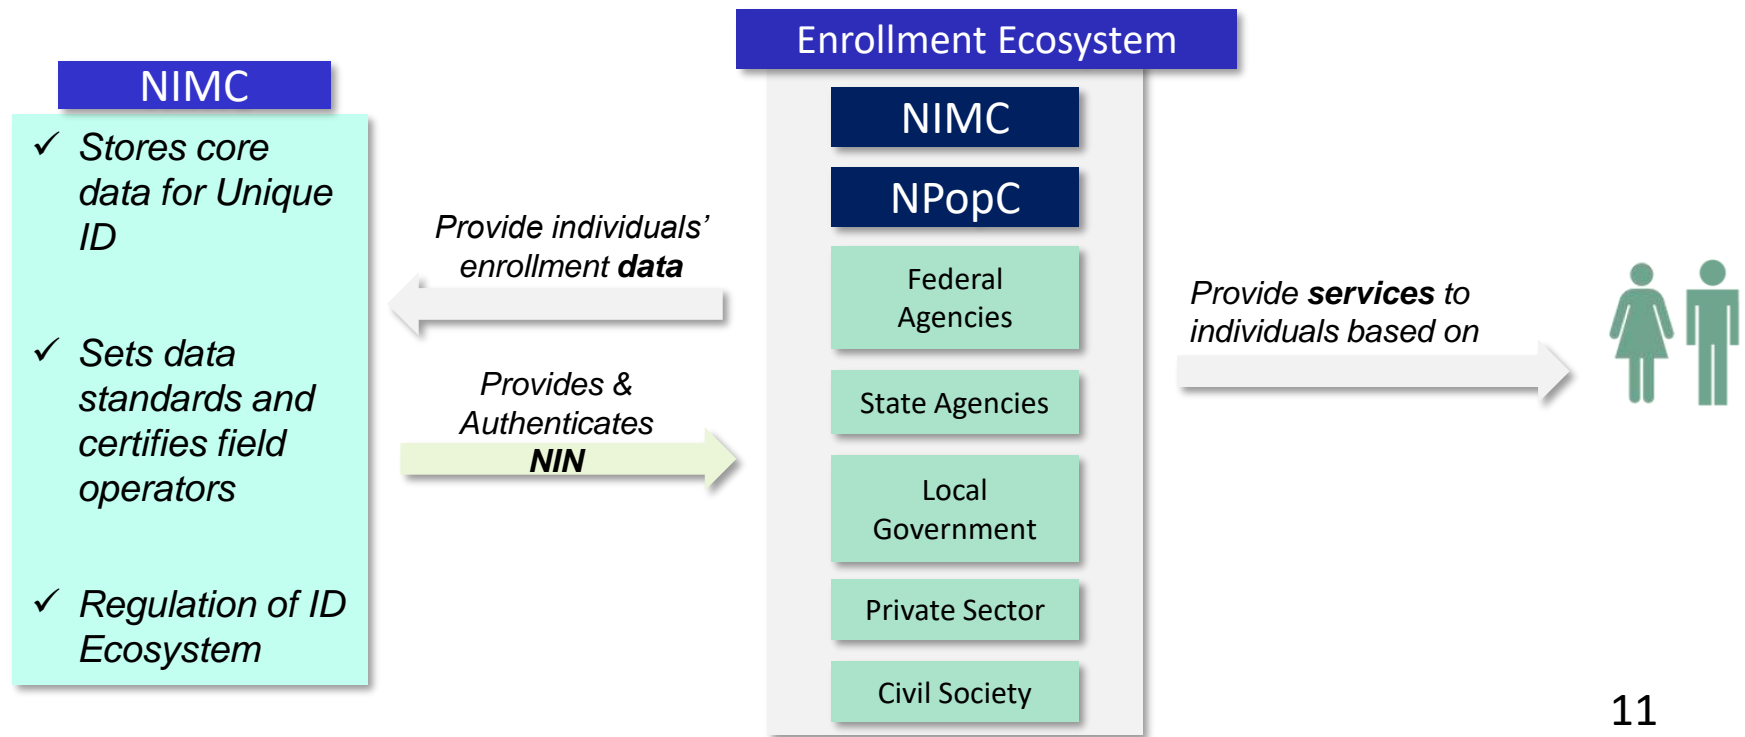 NIMC
✓ Stores core
data for Unique
ID
✓ Sets data
standards and
certifies field
operators
✓ Regulation of ID
Ecosystem
Provide individuals’
enrollment data
Provides &
Authenticates
NIN
Enrollment Ecosystem
NIMC
NPopC
Federal
Agencies
State Agencies
Local
Government
Private Sector
Civil Society
Provide services to
individuals based on
11